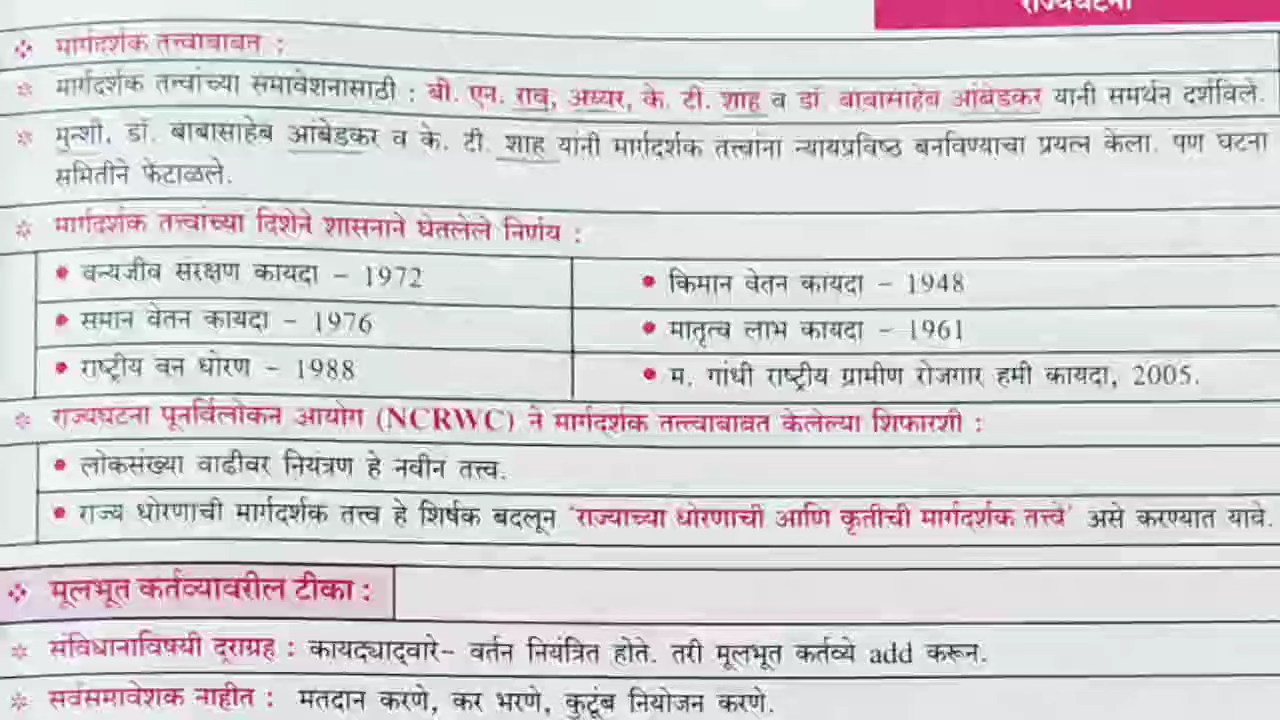 राज्यघटना
मार्गदर्शक तत्त्वाबाबत :
मार्गदर्शक तत्त्वांच्या समावेशनासाठी : बी. एन. राव, अय्यर, के. टी. शाह व डॉ. बाबासाहेब आंबेडकर यानी समर्थन दर्शविले.
मुन्शी, डॉ. बाबासाहेब आंबेडकर व के. टी. शाह यांनी मार्गदर्शक तत्त्वांना न्यायप्रविष्ठ बनविण्याचा प्रयत्न केला. पण घटना
समितीने फेटाळले.
मार्गदर्शक तत्त्वांच्या दिशेने शासनाने घेतलेले निर्णय :
वन्यजीव संरक्षण कायदा – 1972
किमान वेतन कायदा – 1948
समान वेतन कायदा – 1976
मातृत्व लाभ कायदा – 1961
राष्ट्रीय वन धोरण – 1988
म. गांधी राष्ट्रीय ग्रामीण रोजगार हमी कायदा, 2005.
राज्यघटना पूनर्विलोकन आयोग (NCRWC) ने मार्गदर्शक तत्त्वाबाबत केलेल्या शिफारशी :
लोकसंख्या वाढीवर नियंत्रण हे नवीन तत्त्व.
राज्य धोरणाची मार्गदर्शक तत्त्व हे शिर्षक बदलून 'राज्याच्या धोरणाची आणि कृतीची मार्गदर्शक तत्त्वे' असे करण्यात यावे.
मूलभूत कर्तव्यावरील टीका :
संविधानाविषयी दूराग्रह : कायद्याद्वारे– वर्तन नियंत्रित होते. तरी मूलभूत कर्तव्ये add करून.
सर्वसमावेशक नाहीत : मतदान करणे, कर भरणे, कुटूंब नियोजन करणे.